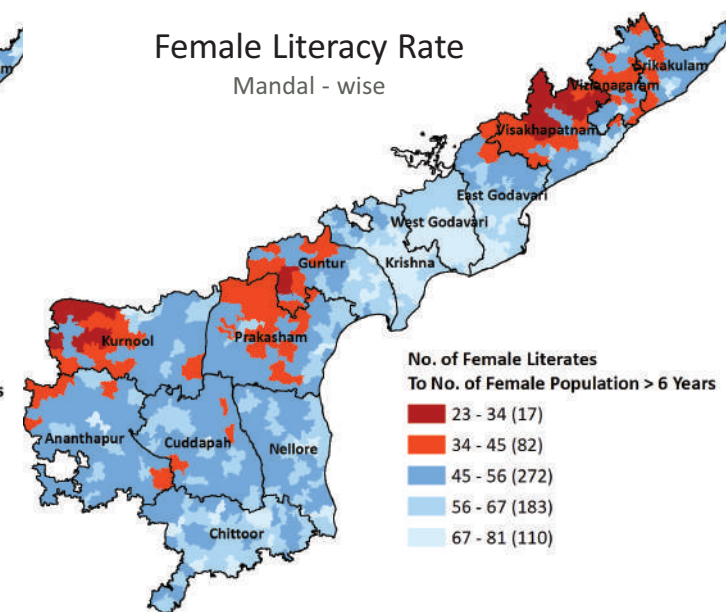 Female Literacy Rate
Mandal - wise
Srikakulam
Vizianagaram
Visakhapatnam
East Godavari
West Godavari
Krishna
Guntur
Prakasham
Kurnool
Ananthapur
Cuddapah
Nellore
Chittoor
No. of Female Literates
To No. of Female Population > 6 Years
23 - 34 (17)
34 - 45 (82)
45 - 56 (272)
56 - 67 (183)
67 - 81 (110)